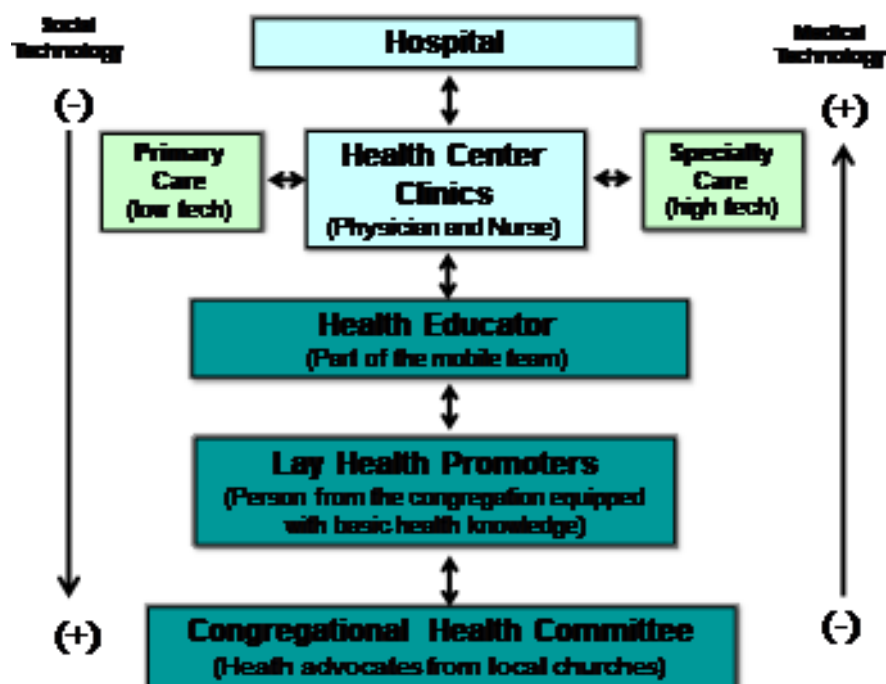 Social
Technology
(-)
Hospital
Medical
Technology
(+)
Primary
Care
(low tech)
Health Center
Clinics
(Physician and Nurse)
Specialty
Care
(high tech)
Health Educator
(Part of the mobile team)
Lay Health Promoters
(Person from the congregation equipped
with basic health knowledge)
(+)
Congregational Health Committee
(Heath advocates from local churches)
(-)